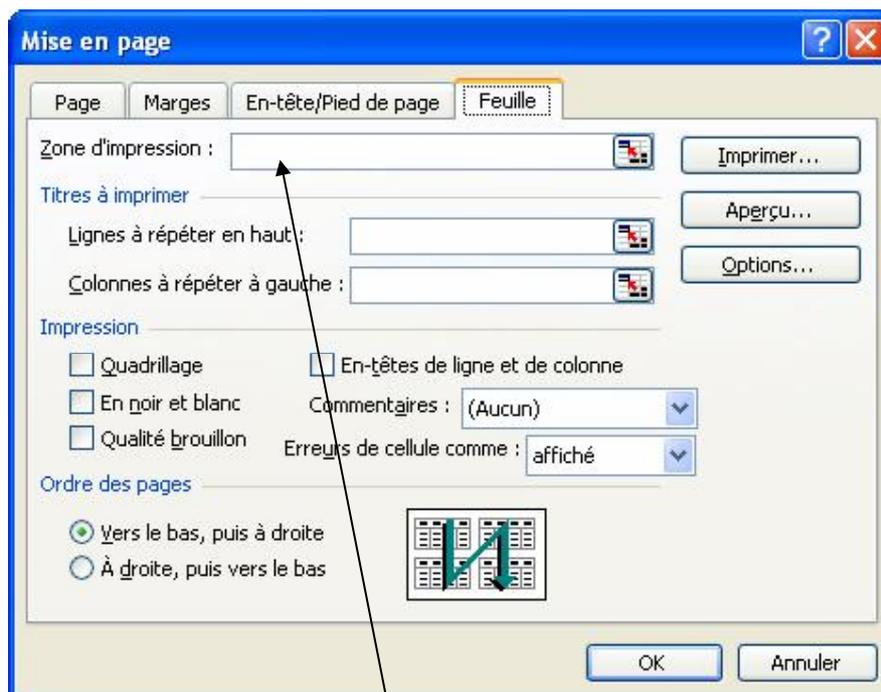 Mise en page
Page Marges En-tête/Pied de page Feuille
Zone d'impression :
Imprimer...
Titres à imprimer
Aperçu...
Lignes à répéter en haut :
Options...
Colonnes à répéter à gauche :
Impression
Quadrillage En-têtes de ligne et de colonne
En noir et blanc Commentaires : (Aucun)
Qualité brouillon Erreurs de cellule comme : affiché
Ordre des pages
Vers le bas, puis à droite
À droite, puis vers le bas
OK Annuler